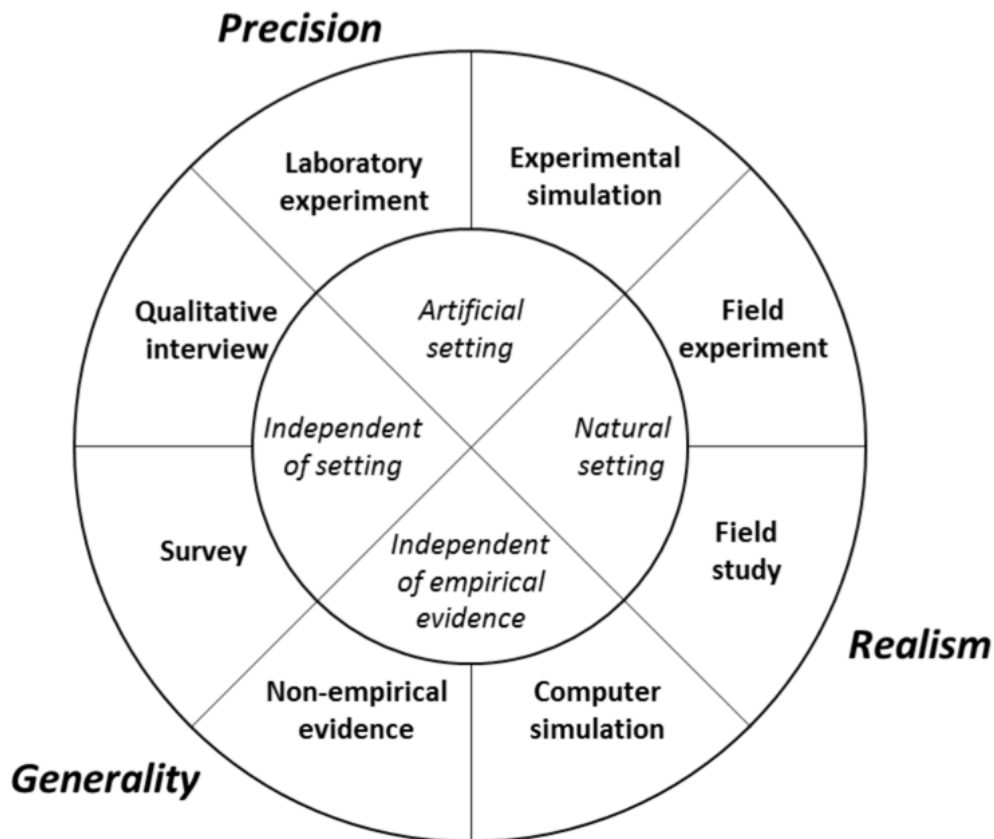 Precision
Laboratory
experiment
Experimental
simulation
Qualitative
interview
Artificial
setting
Field
experiment
Independent
of setting
Natural
setting
Survey
Independent
of empirical
evidence
Field
study
Realism
Non-empirical
evidence
Computer
simulation
Generality